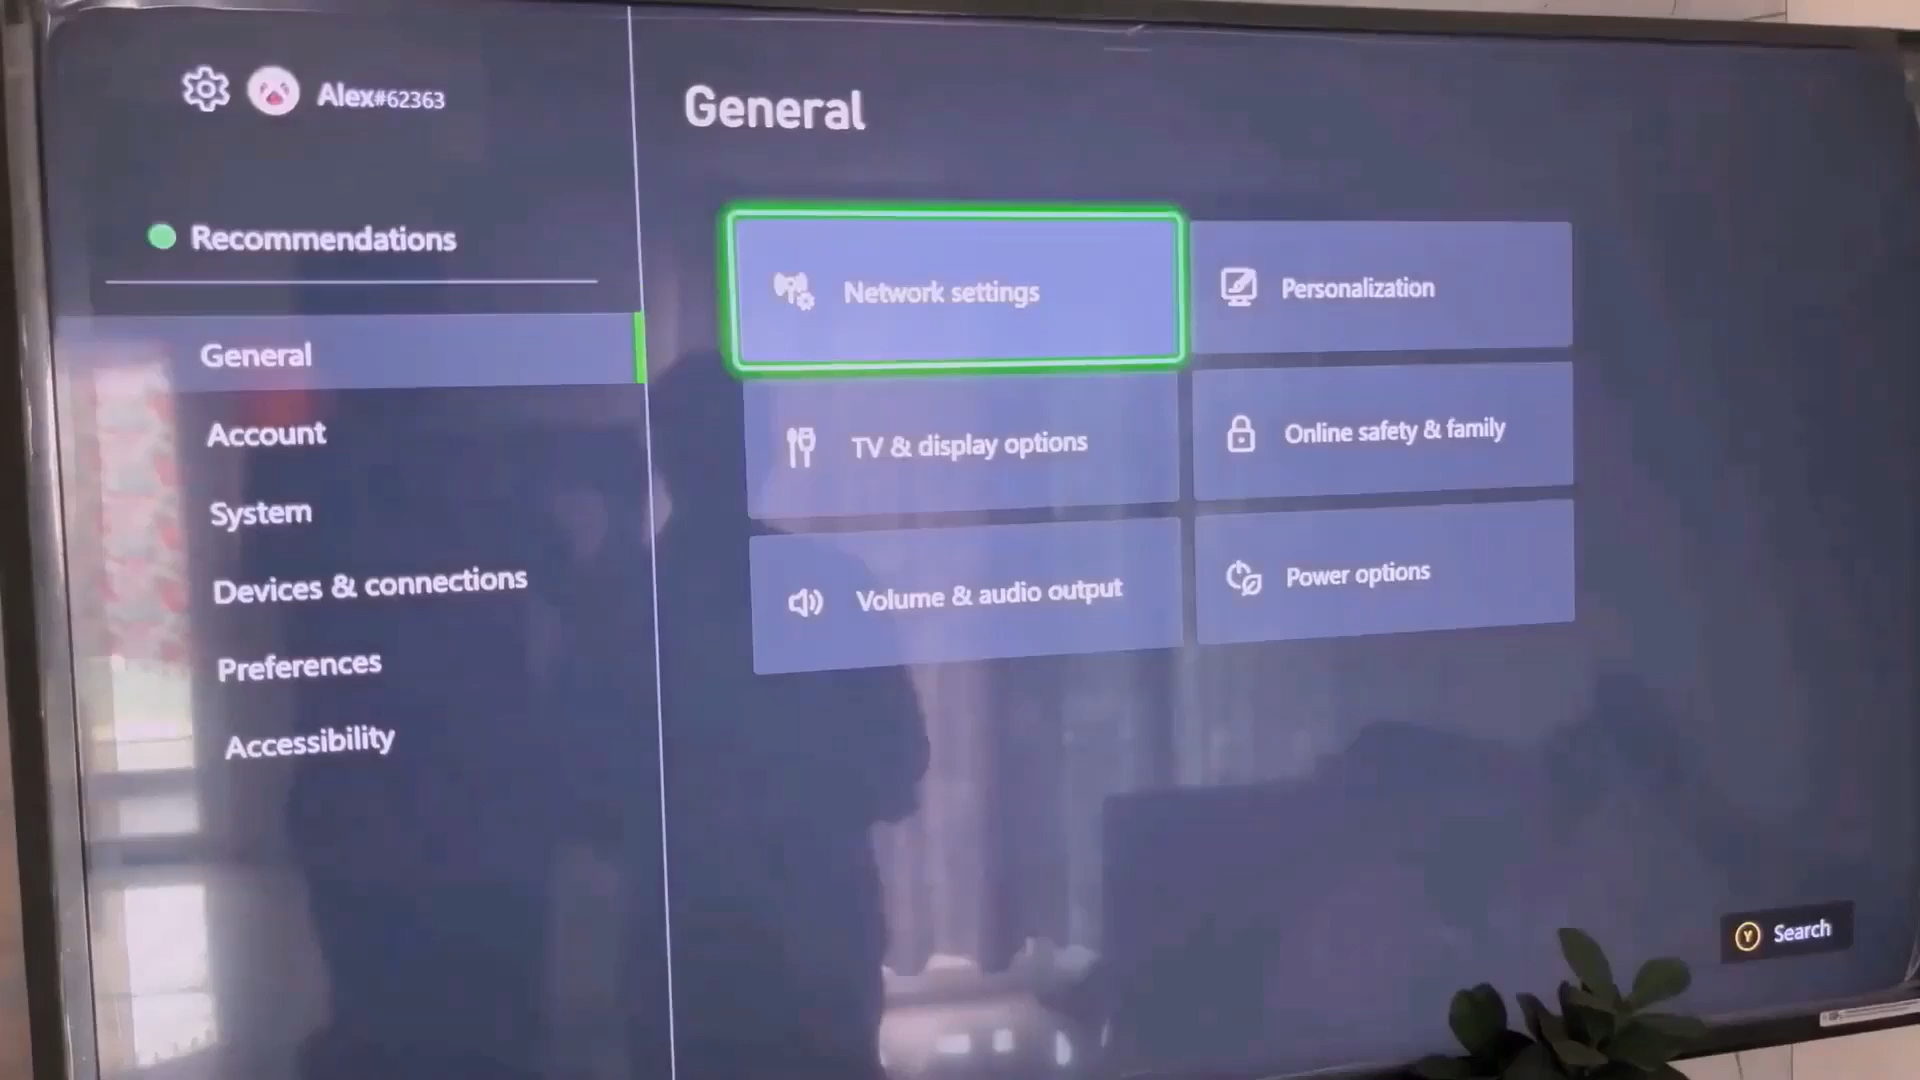 Alex#62363
Recommendations
General
Account
System
Devices & connections
Preferences
Accessibility
General
Network settings
Personalization
TV & display options
Online safety & family
Volume & audio output
Power options
Y Search